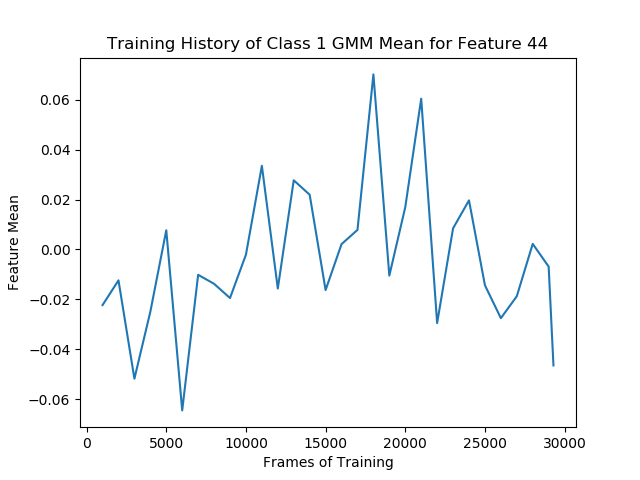 Training History of Class 1 GMM Mean for Feature 44
Feature Mean
0.06
0.04
0.02
0.00
−0.02
−0.04
−0.06
0 5000 10000 15000 20000 25000 30000
Frames of Training